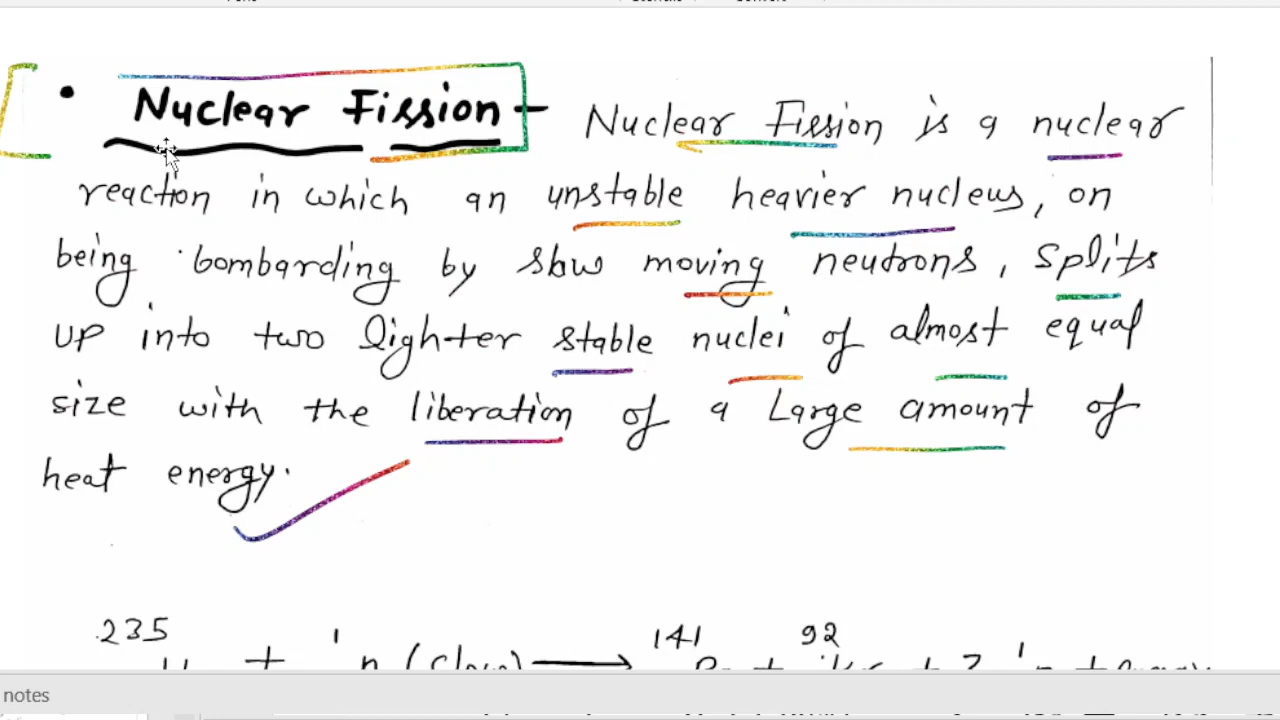 • Nuclear Fission - Nuclear Fission is a nuclear
reaction in which an unstable heavier nucleus, on
being bombarding by slow moving neutrons, splits
up into two lighter stable nuclei of almost equal
size with the liberation of a Large amount of
heat energy.
235 1 141 92 1
notes